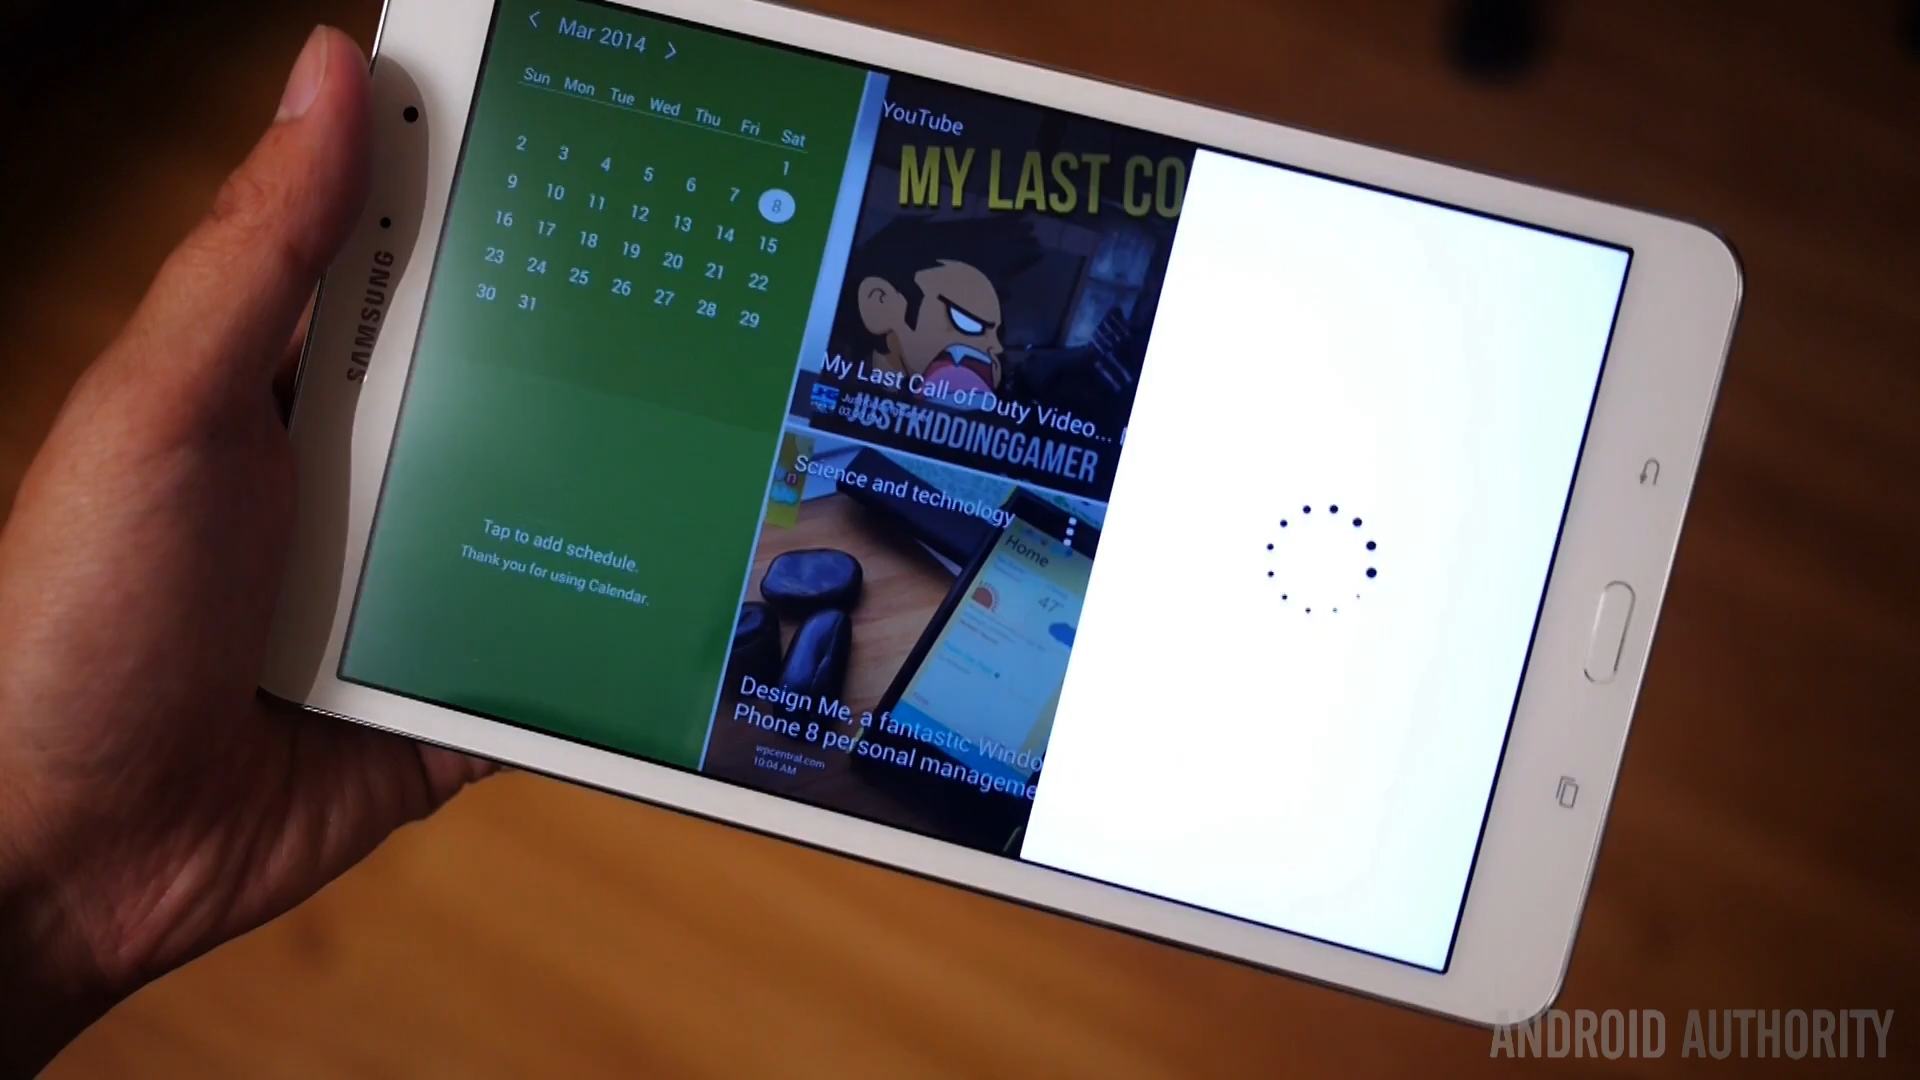 Mar 2014
Sun Mon Tue Wed Thu Fri Sat
1
2 3 4 5 6 7 8
9 10 11 12 13 14 15
16 17 18 19 20 21 22
23 24 25 26 27 28 29
30 31
Tap to add schedule.
Thank you for using Calendar.
SAMSUNG
YouTube
MY LAST CO
My Last Call of Duty Video...
JUSTKIDDINGGAMER
Science and technology
Home
47°
Design Me, a fantastic Windo
Phone 8 personal manageme
wpcentral.com
10:04 AM
ANDROID AUTHORITY